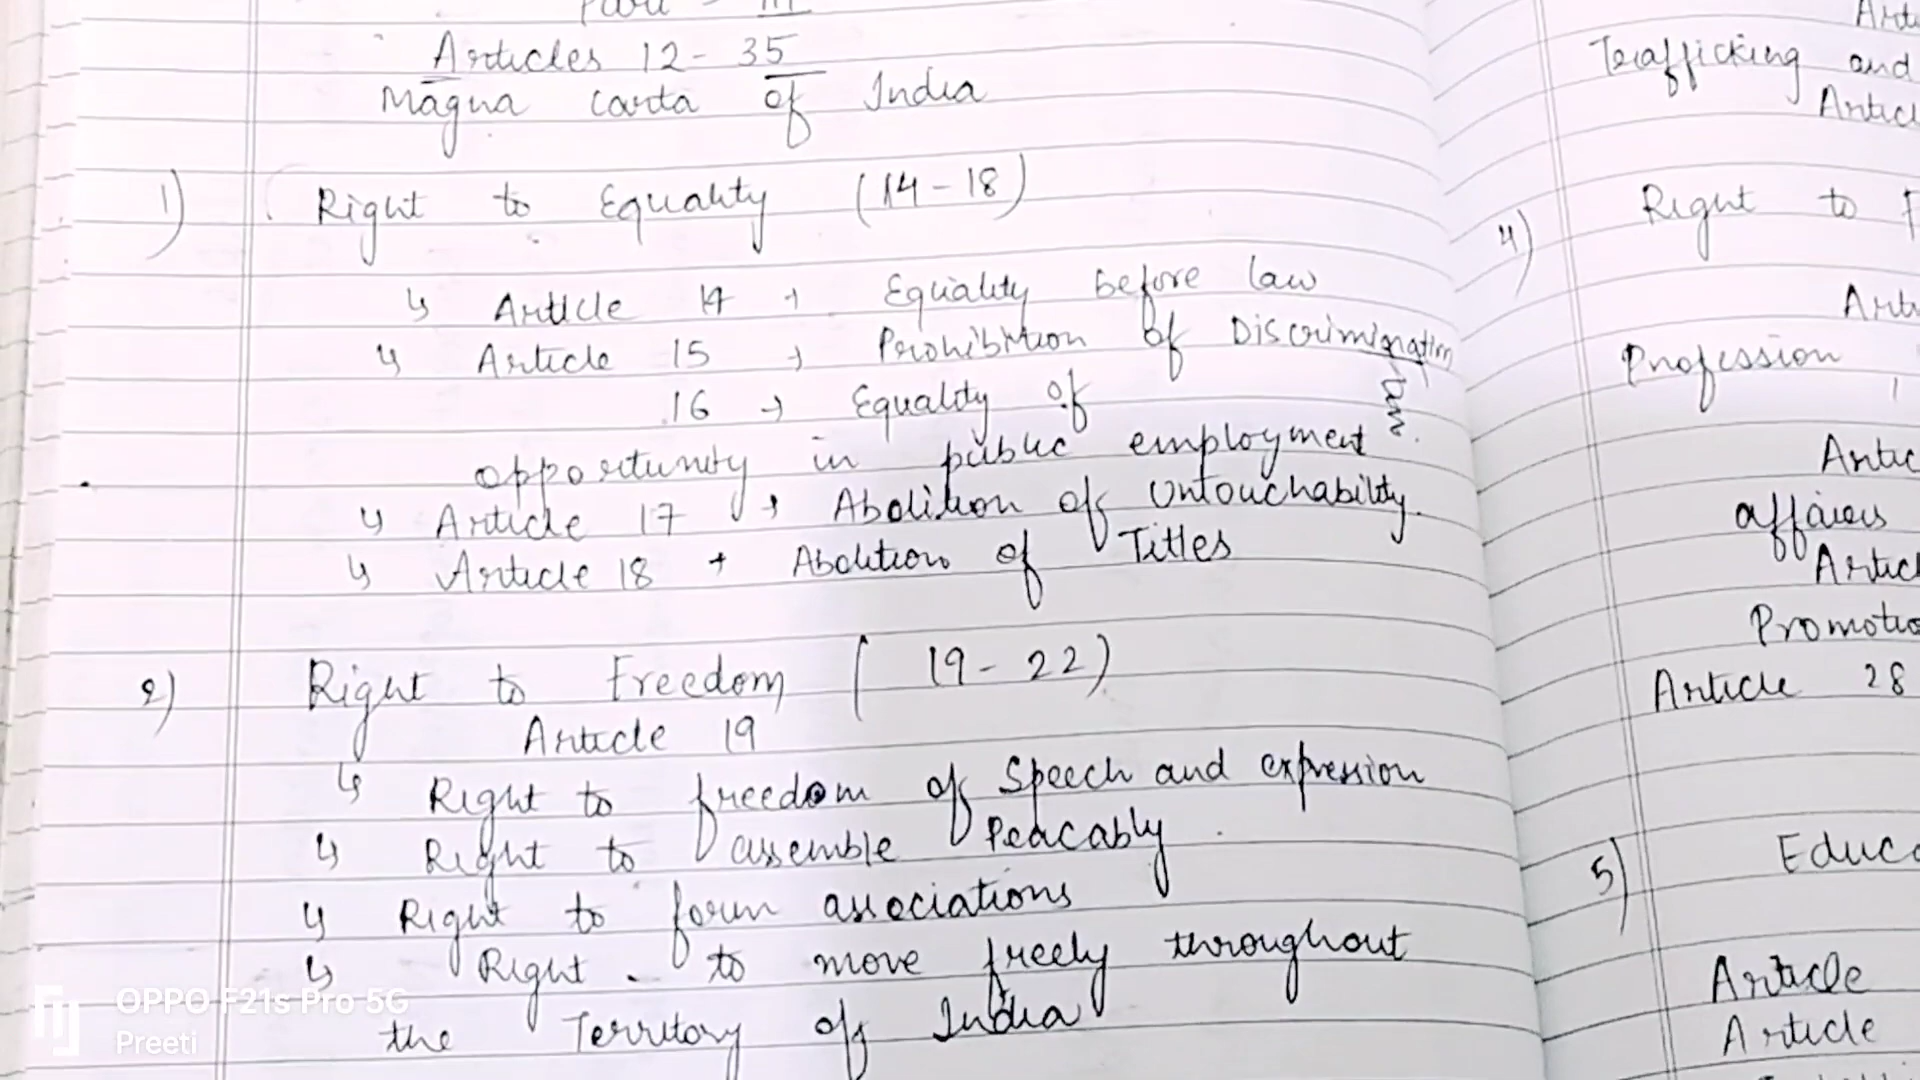 Part - III
Articles 12 - 35
Magna Carta of India
1) Right to Equality (14-18)
↳ Article 14 → Equality before law
↳ Article 15 → Prohibition of Discrimination
16 → Equality of
opportunity in public employment
↳ Article 17 → Abolition of Untouchability.
↳ Article 18 → Abolition of Titles
2) Right to Freedom (19-22)
Article 19
↳ Right to freedom of Speech and expression
↳ Right to assemble Peacably
↳ Right to form associations
↳ Right to move freely throughout
the Territory of India
Trafficking and
4) Right to
Profession
affairs
Article 28
5)
Article
Article
OPPO F21s Pro 5G
Preeti